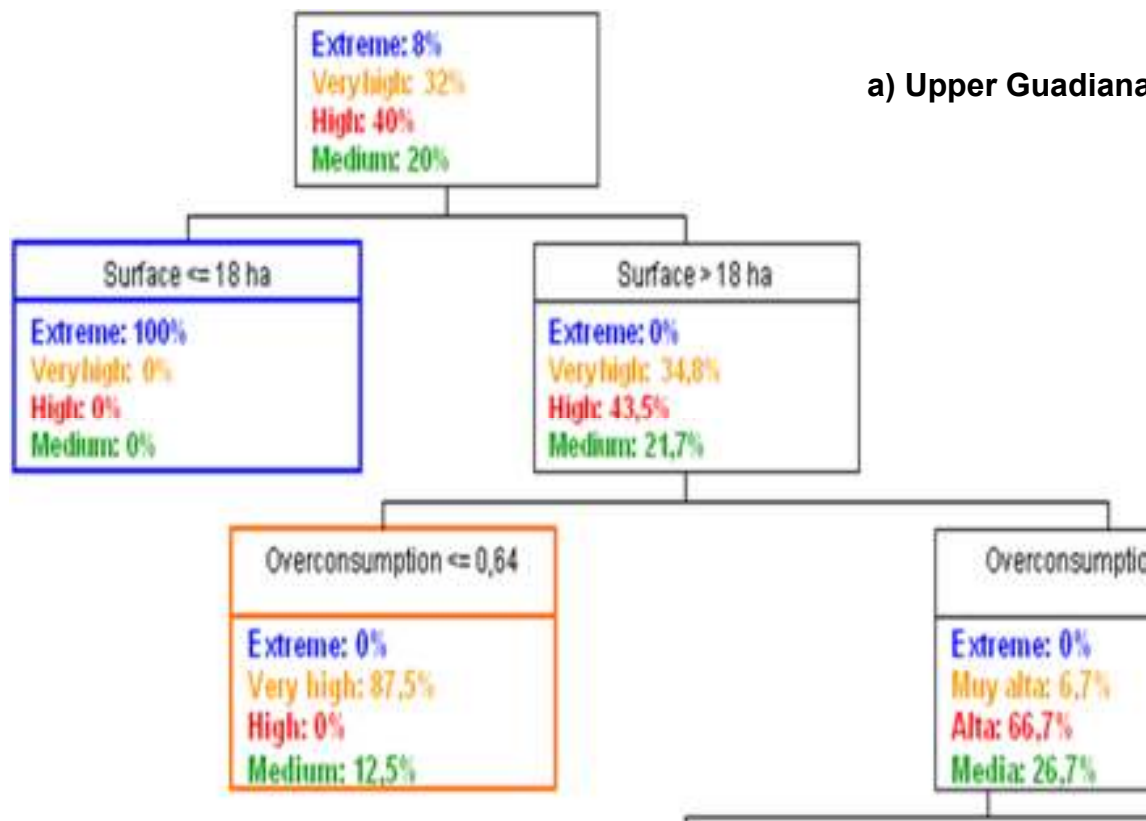 Extreme: 8%
Very high: 32%
High: 40%
Medium: 20%
a) Upper Guadiana
Surface <= 18 ha
Extreme: 100%
Very high: 0%
High: 0%
Medium: 0%
Surface > 18 ha
Extreme: 0%
Very high: 34,8%
High: 43,5%
Medium: 21,7%
Overconsumption <= 0,64
Extreme: 0%
Very high: 87,5%
High: 0%
Medium: 12,5%
Overconsumptio
Extreme: 0%
Muy alta: 6,7%
Alta: 66,7%
Media: 26,7%